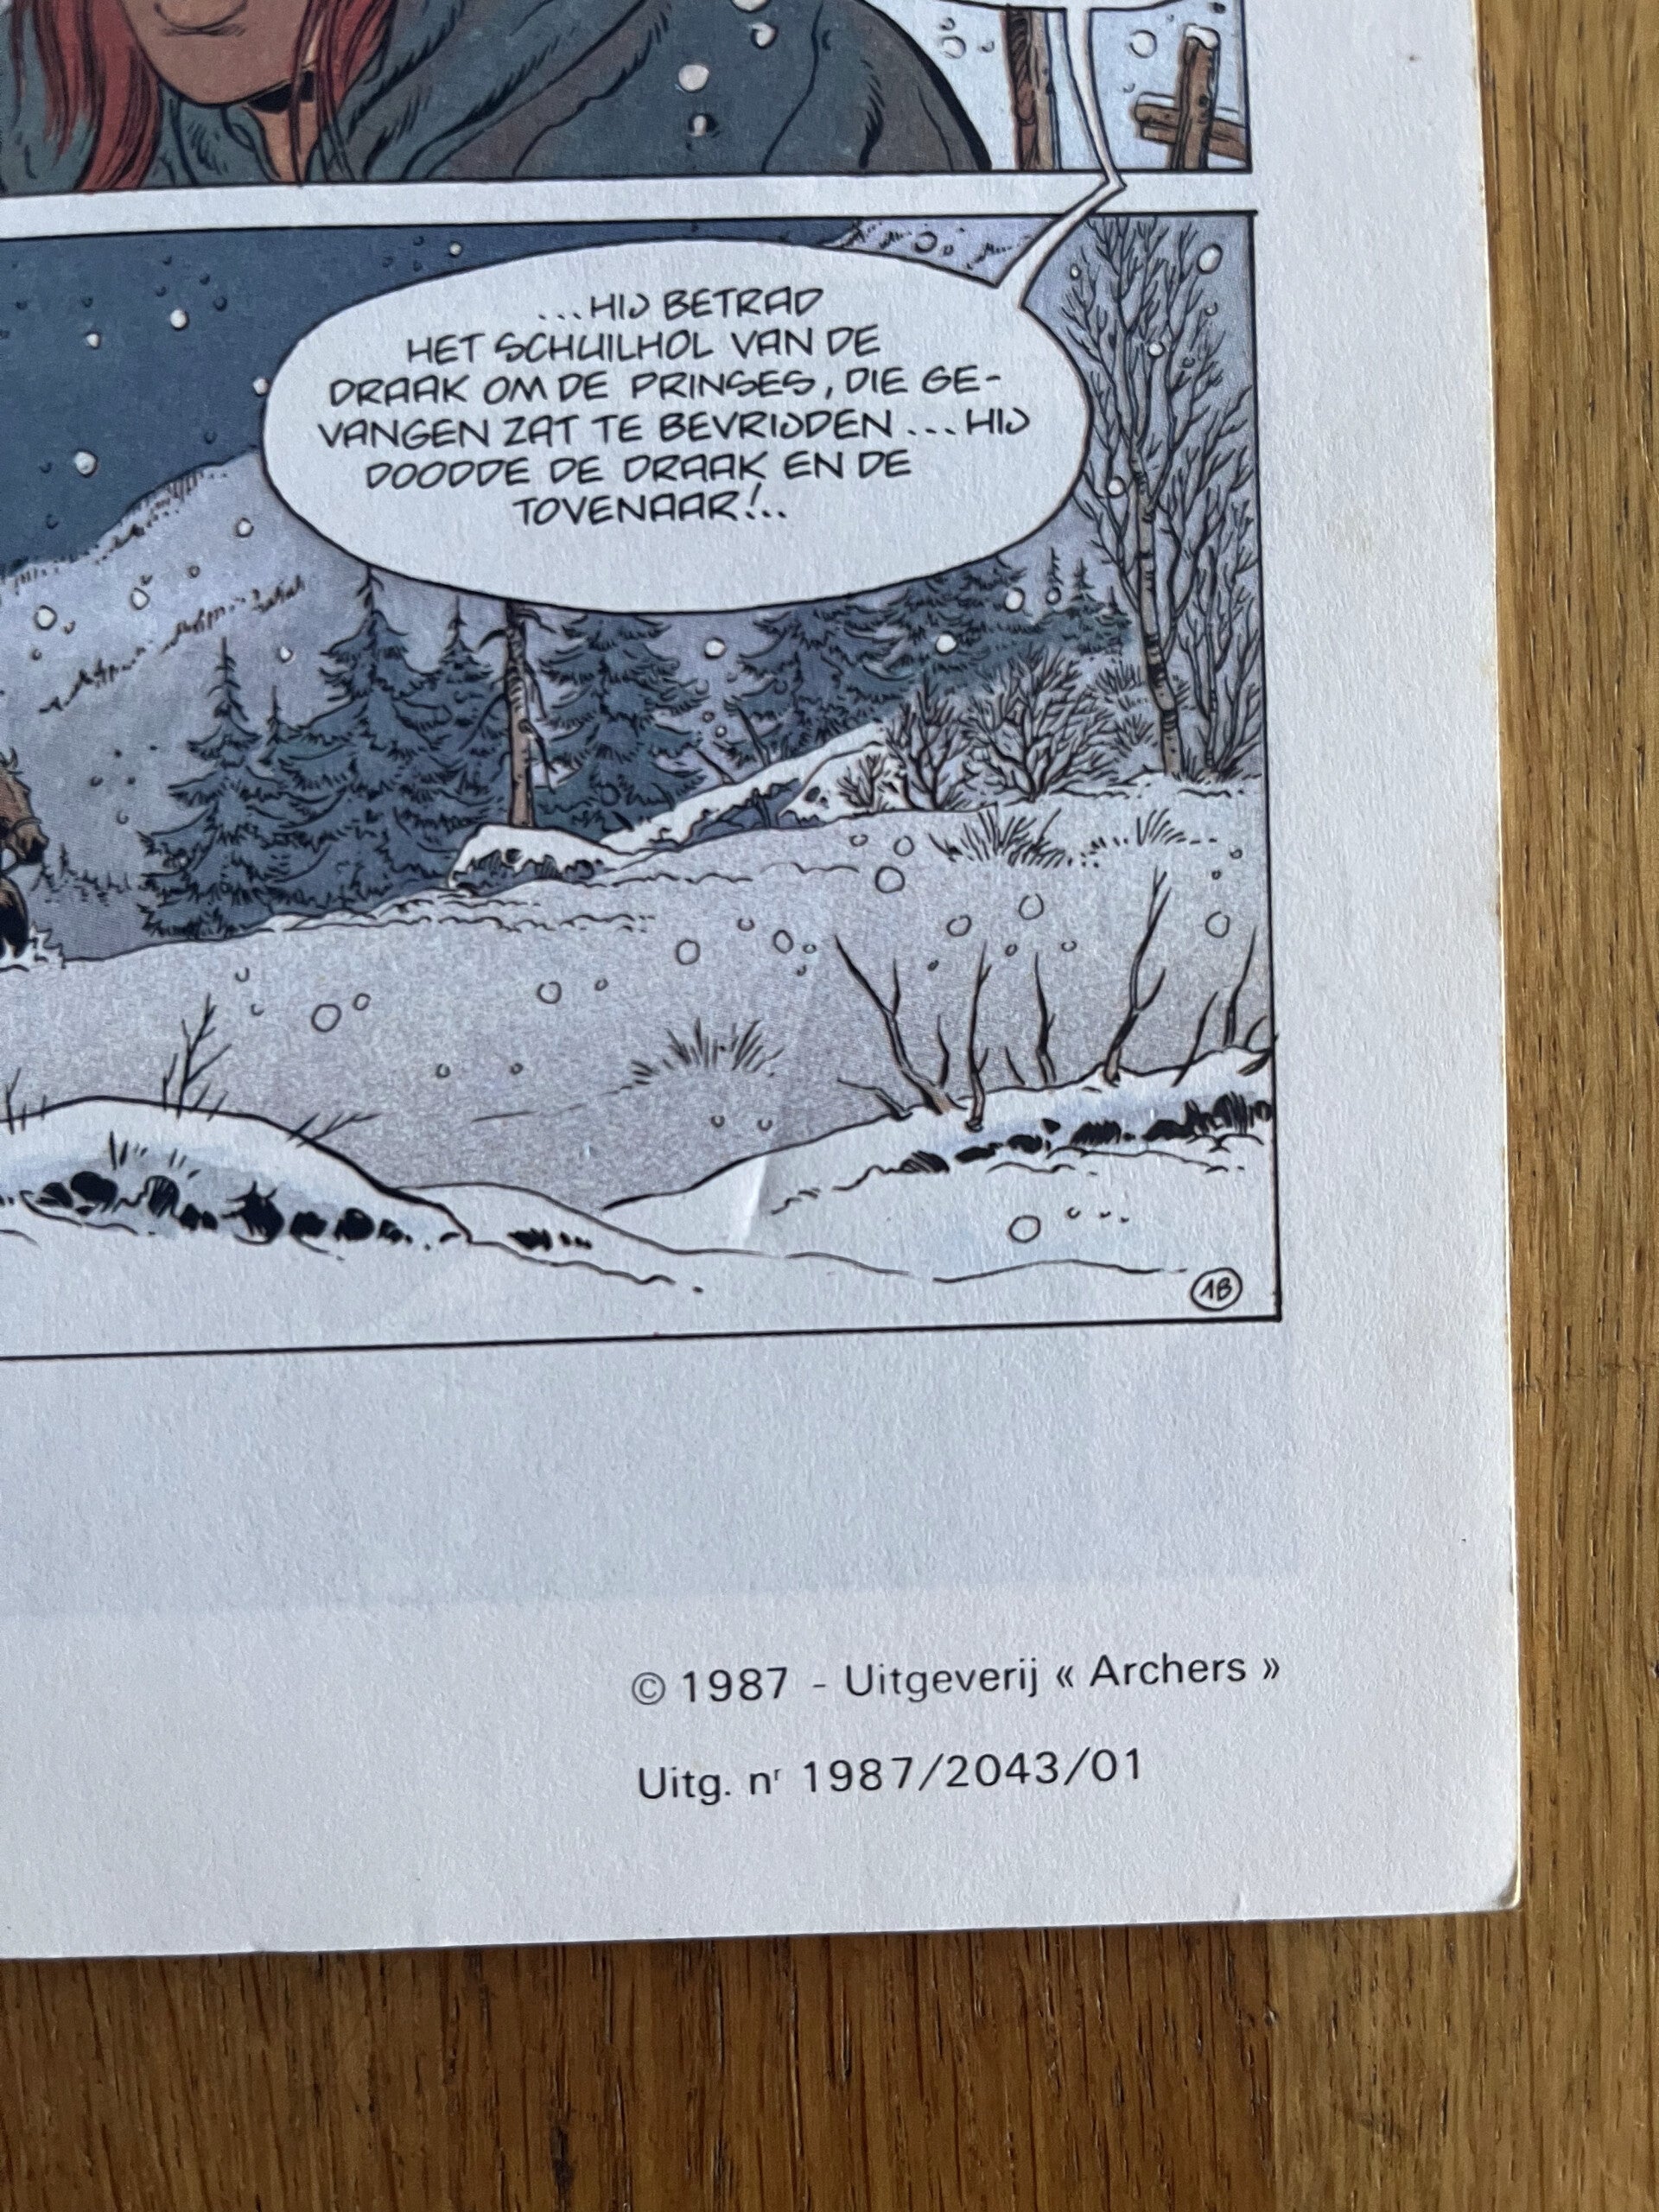 ...HIJ BETRAD
HET SCHUILHOL VAN DE
DRAAK OM DE PRINSES, DIE GE-
VANGEN ZAT TE BEVRIJDEN...HIJ
DOODDE DE DRAAK EN DE
TOVENAAR!..
1B
© 1987 - Uitgeverij « Archers »
Uitg. nʳ 1987/2043/01